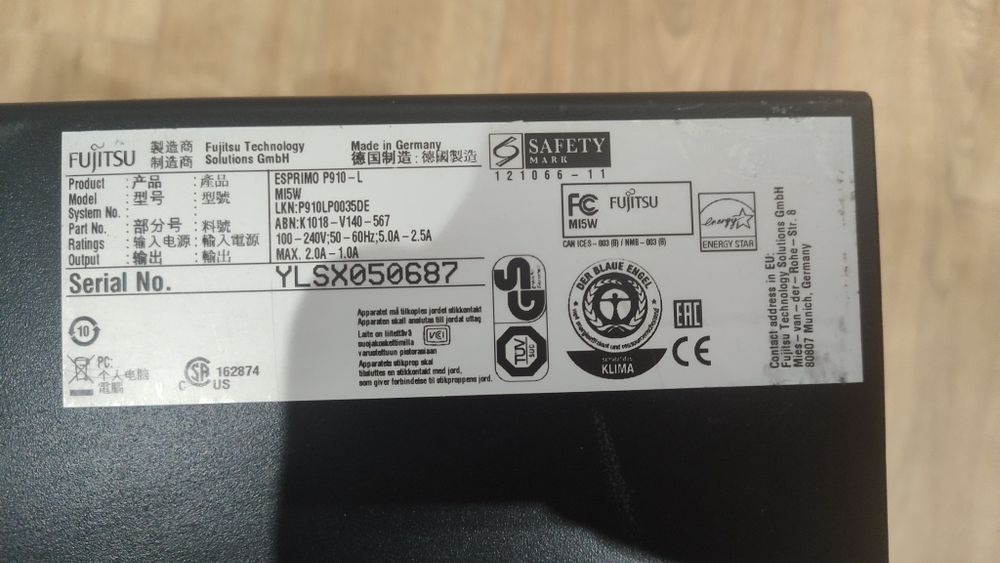 FUJITSU 製造商 Fujitsu Technology Made in Germany
制造商 Solutions GmbH 德国制造 : 德國製造
SAFETY
MARK
121066-11
Product : 产品 : 產品 ESPRIMO P910-L
Model : 型号 : 型號 MI5W
System No. LKN:P910LP0035DE
Part No. : 部分号 : 料號 ABN:K1018-V140-567
Ratings : 输入电源 : 輸入電源 100-240V;50-60Hz;5.0A-2.5A
Output : 输出 : 輸出 MAX. 2.0A-1.0A
Serial No. YLSX050687
FC FUJITSU
MI5W
CAN ICES-003 (B) / NMB-003 (B)
energy
ENERGY STAR
Apparatet må tilkoples jordet stikkontakt
Apparaten skall anslutas till jordat uttag
Laite on liitettävä
suojakoskettimilla
varustettuun pistorasiaan
Apparatets stikprop skal
tilsluttes en stikkontakt med jord,
som giver forbindelse til stikproppens jord.
VCI
10
PC:
个人电脑
電腦
C SA US
162874
SG
TÜV
SUD
DER BLAUE ENGEL
schützt das
KLIMA
EAC
CE
Contact address in EU:
Fujitsu Technology Solutions GmbH
Mies-van-der-Rohe-Str. 8
80807 Munich, Germany